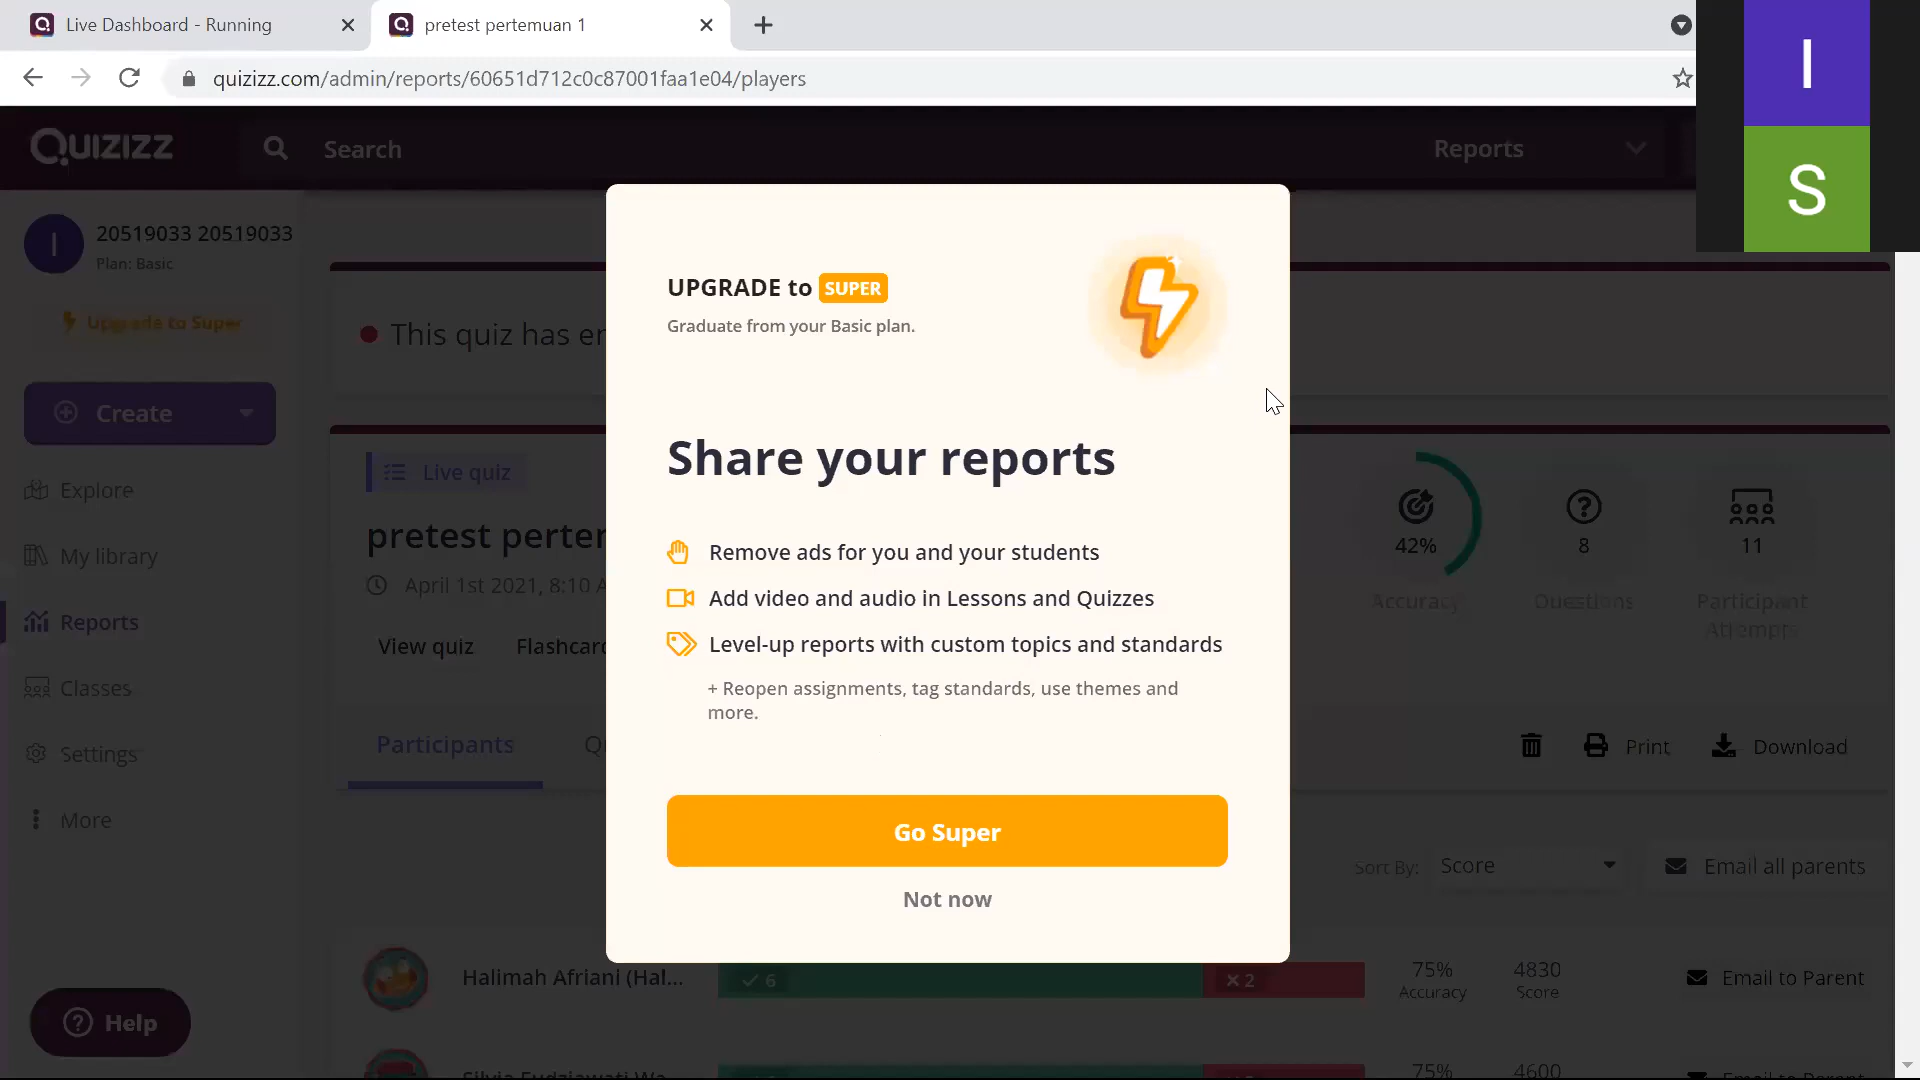 Live Dashboard - Running
pretest pertemuan 1
quizizz.com/admin/reports/60651d712c0c87001faa1e04/players
I
S
QUIZIZZ
Search
Reports
I
20519033 20519033
Plan: Basic
Upgrade to Super
This quiz has en
Create
Explore
My library
Reports
Classes
Settings
More
Help
UPGRADE to SUPER
Graduate from your Basic plan.
Share your reports
Remove ads for you and your students
Add video and audio in Lessons and Quizzes
Level-up reports with custom topics and standards
+ Reopen assignments, tag standards, use themes and
more.
Go Super
Not now
Live quiz
pretest perter
April 1st 2021, 8:10 A
View quiz
Flashcard
42%
Accuracy
8
Questions
11
Participant
Attempts
Participants
Qu
Print
Download
Sort By:
Score
Email all parents
Halimah Afriani (Hal...
6
2
75%
Accuracy
4830
Score
Email to Parent
75%
4600